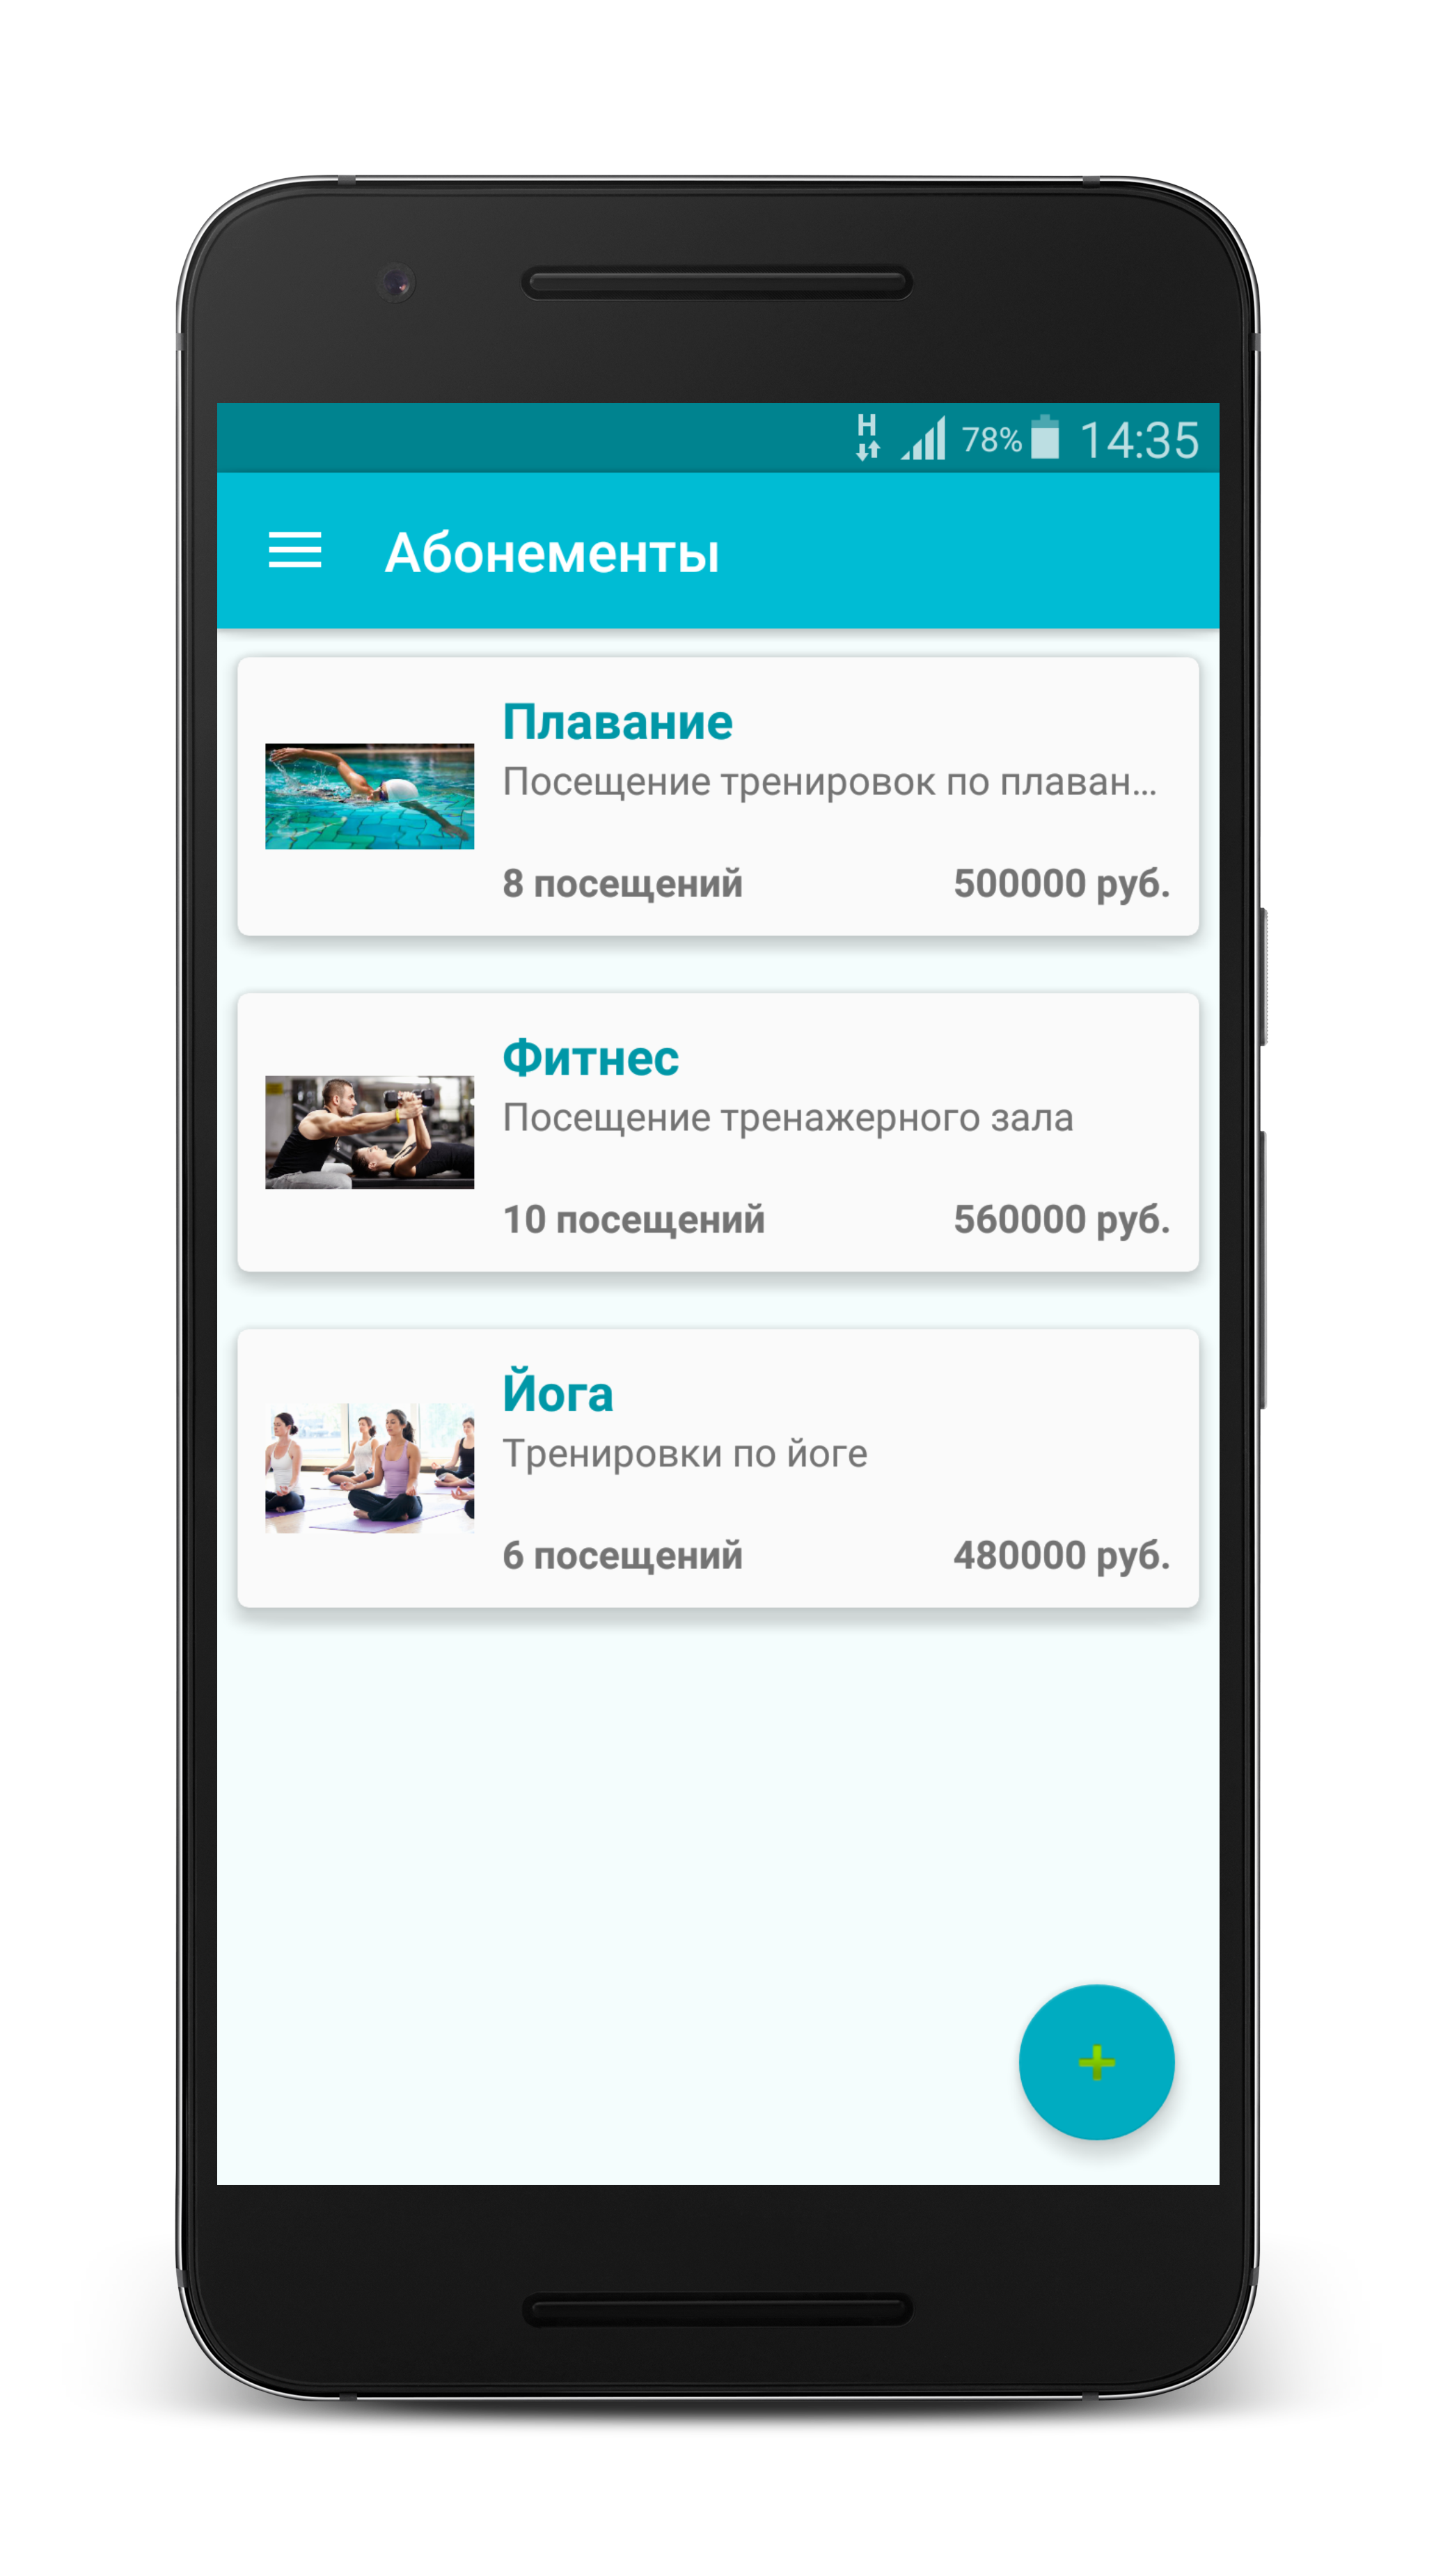 H 78% 14:35
Абонементы
Плавание
Посещение тренировок по плаван...
8 посещений 500000 руб.
Фитнес
Посещение тренажерного зала
10 посещений 560000 руб.
Йога
Тренировки по йоге
6 посещений 480000 руб.
+